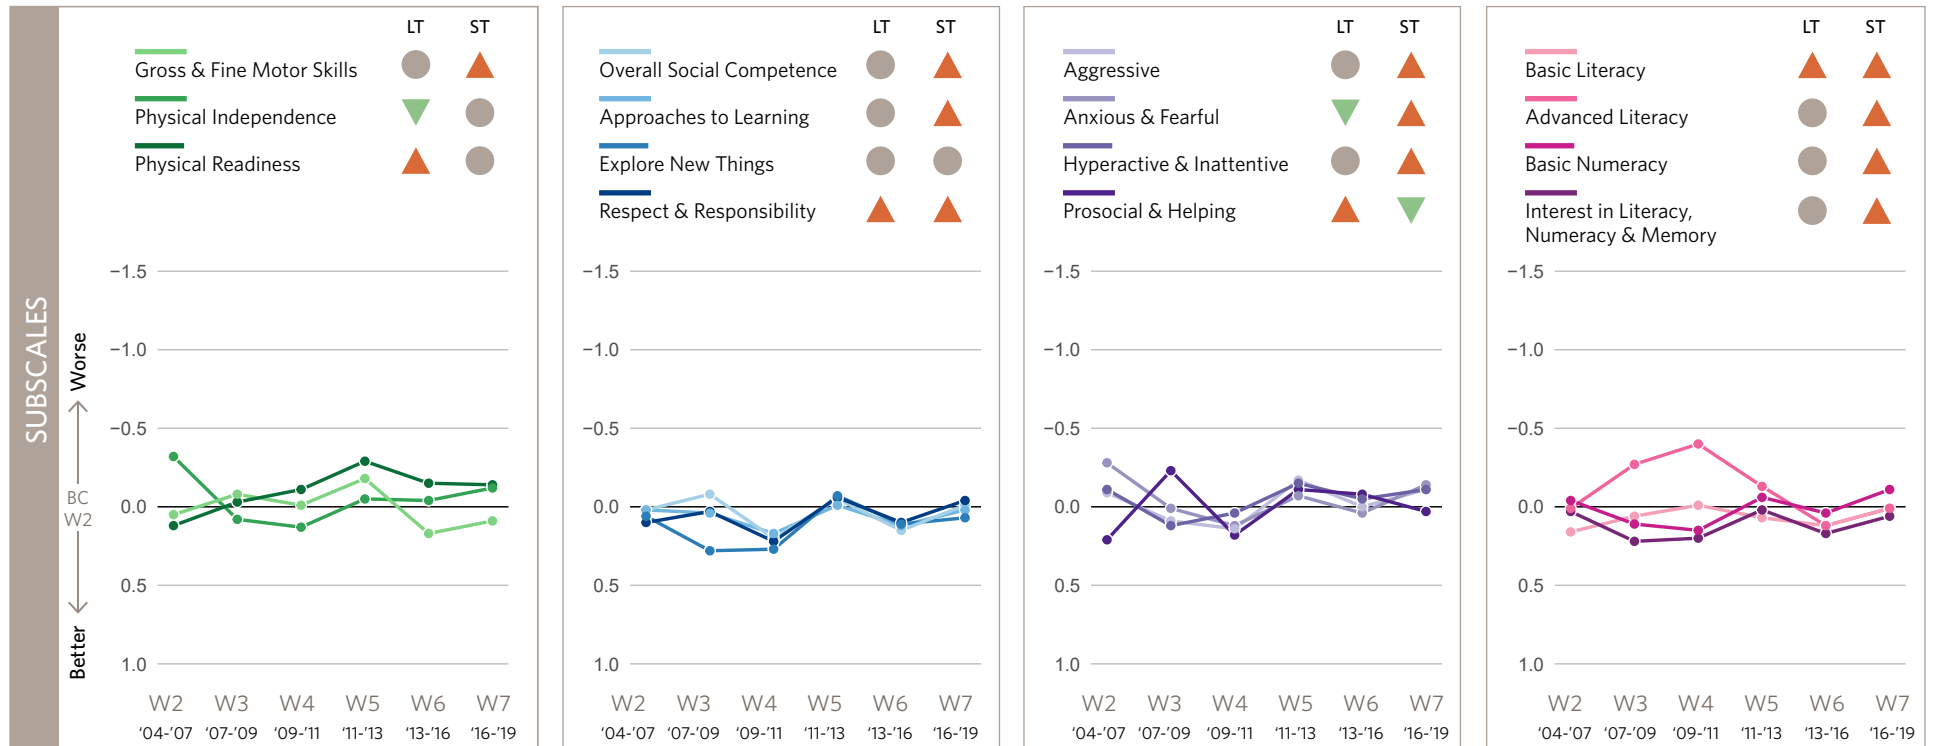 SUBSCALES
Worse
BC
W2
Better
LT ST
Gross & Fine Motor Skills
Physical Independence
Physical Readiness
−1.5
−1.0
−0.5
0.0
0.5
1.0
W2 W3 W4 W5 W6 W7
‘04-’07 ‘07-’09 ‘09-’11 ‘11-’13 ‘13-’16 ‘16-’19
LT ST
Overall Social Competence
Approaches to Learning
Explore New Things
Respect & Responsibility
−1.5
−1.0
−0.5
0.0
0.5
1.0
W2 W3 W4 W5 W6 W7
‘04-’07 ‘07-’09 ‘09-’11 ‘11-’13 ‘13-’16 ‘16-’19
LT ST
Aggressive
Anxious & Fearful
Hyperactive & Inattentive
Prosocial & Helping
−1.5
−1.0
−0.5
0.0
0.5
1.0
W2 W3 W4 W5 W6 W7
‘04-’07 ‘07-’09 ‘09-’11 ‘11-’13 ‘13-’16 ‘16-’19
LT ST
Basic Literacy
Advanced Literacy
Basic Numeracy
Interest in Literacy,
Numeracy & Memory
−1.5
−1.0
−0.5
0.0
0.5
1.0
W2 W3 W4 W5 W6 W7
‘04-’07 ‘07-’09 ‘09-’11 ‘11-’13 ‘13-’16 ‘16-’19